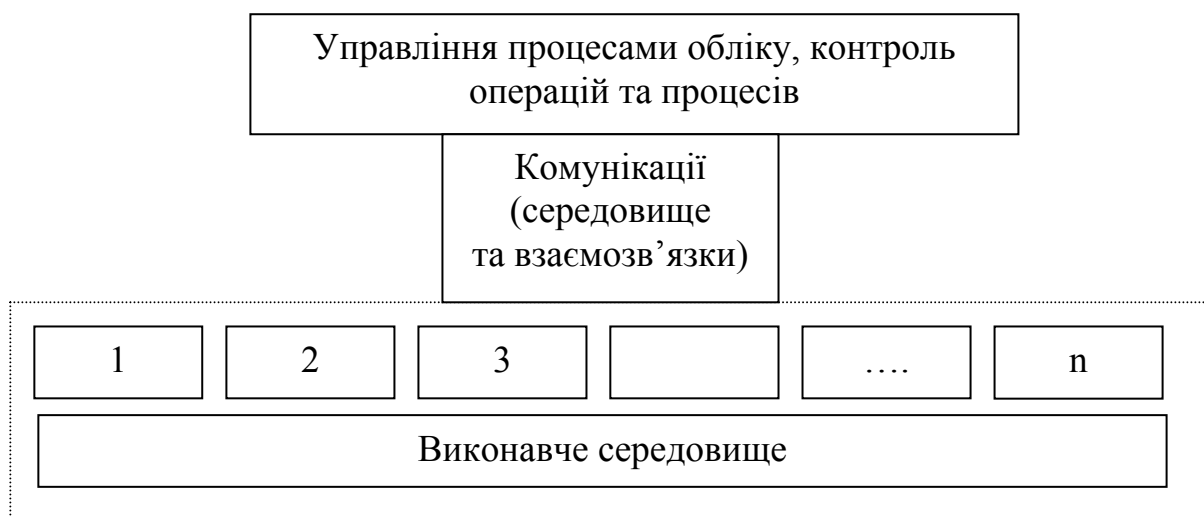 Управління процесами обліку, контроль
операцій та процесів
Комунікації
(середовище
та взаємозв’язки)
1 2 3 …. n
Виконавче середовище